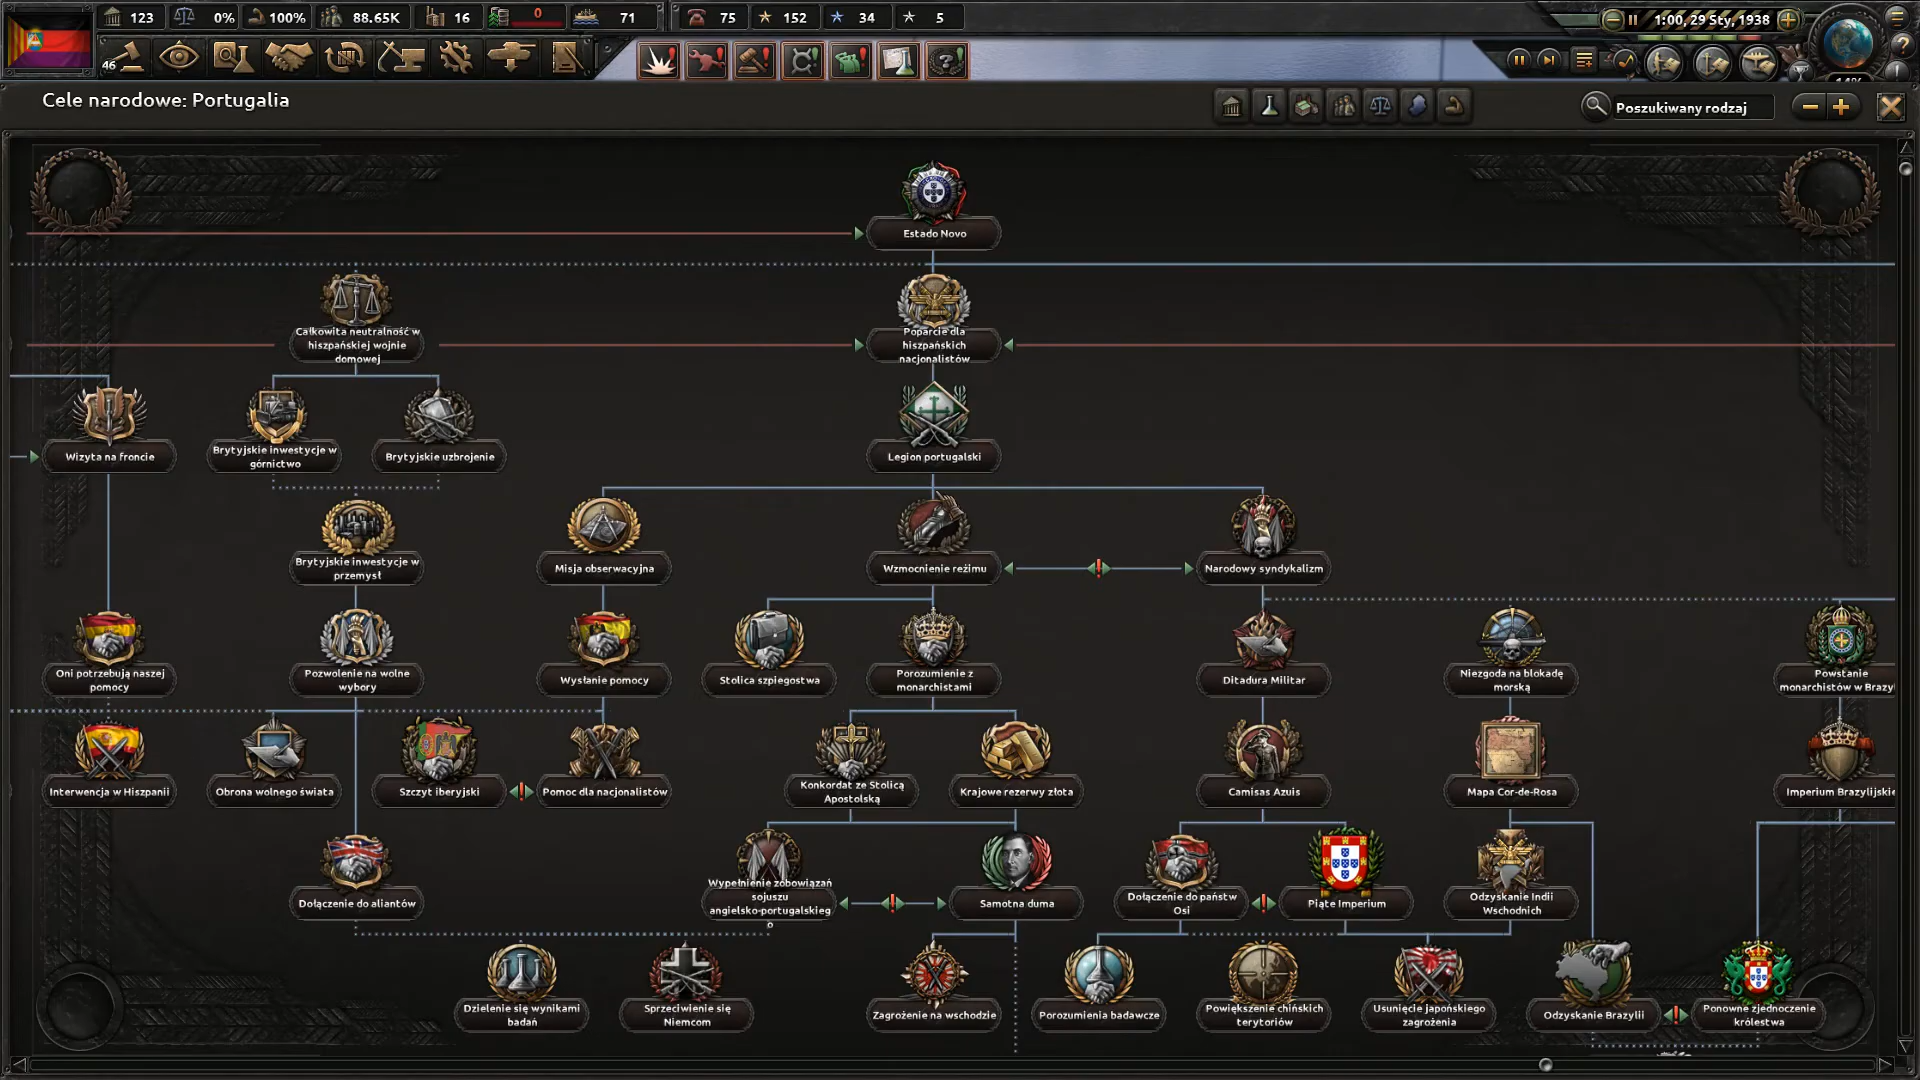 123
0%
100%
88.65K
16
0
71
75
152
34
5
1:00, 29 Sty, 1938
46
14%
Cele narodowe: Portugalia
Poszukiwany rodzaj
Estado Novo
Całkowita neutralność w
hiszpańskiej wojnie
domowej
Poparcie dla
hiszpańskich
nacjonalistów
Wizyta na froncie
Brytyjskie inwestycje w
górnictwo
Brytyjskie uzbrojenie
Legion portugalski
Brytyjskie inwestycje w
przemysł
Misja obserwacyjna
Wzmocnienie reżimu
Narodowy syndykalizm
Oni potrzebują naszej
pomocy
Pozwolenie na wolne
wybory
Wysłanie pomocy
Stolica szpiegostwa
Porozumienie z
monarchistami
Ditadura Militar
Niezgoda na blokadę
morską
Powstanie
monarchistów w Brazyl
Interwencja w Hiszpanii
Obrona wolnego świata
Szczyt iberyjski
Pomoc dla nacjonalistów
Konkordat ze Stolicą
Apostolską
Krajowe rezerwy złota
Camisas Azuis
Mapa Cor-de-Rosa
Imperium Brazylijskie
Dołączenie do aliantów
Wypełnienie zobowiązań
sojuszu
angielsko-portugalskieg
o
Samotna duma
Dołączenie do państw
Osi
Piąte Imperium
Odzyskanie Indii
Wschodnich
Dzielenie się wynikami
badań
Sprzeciwienie się
Niemcom
Zagrożenie na wschodzie
Porozumienia badawcze
Powiększenie chińskich
terytoriów
Usunięcie japońskiego
zagrożenia
Odzyskanie Brazylii
Ponowne zjednoczenie
królestwa